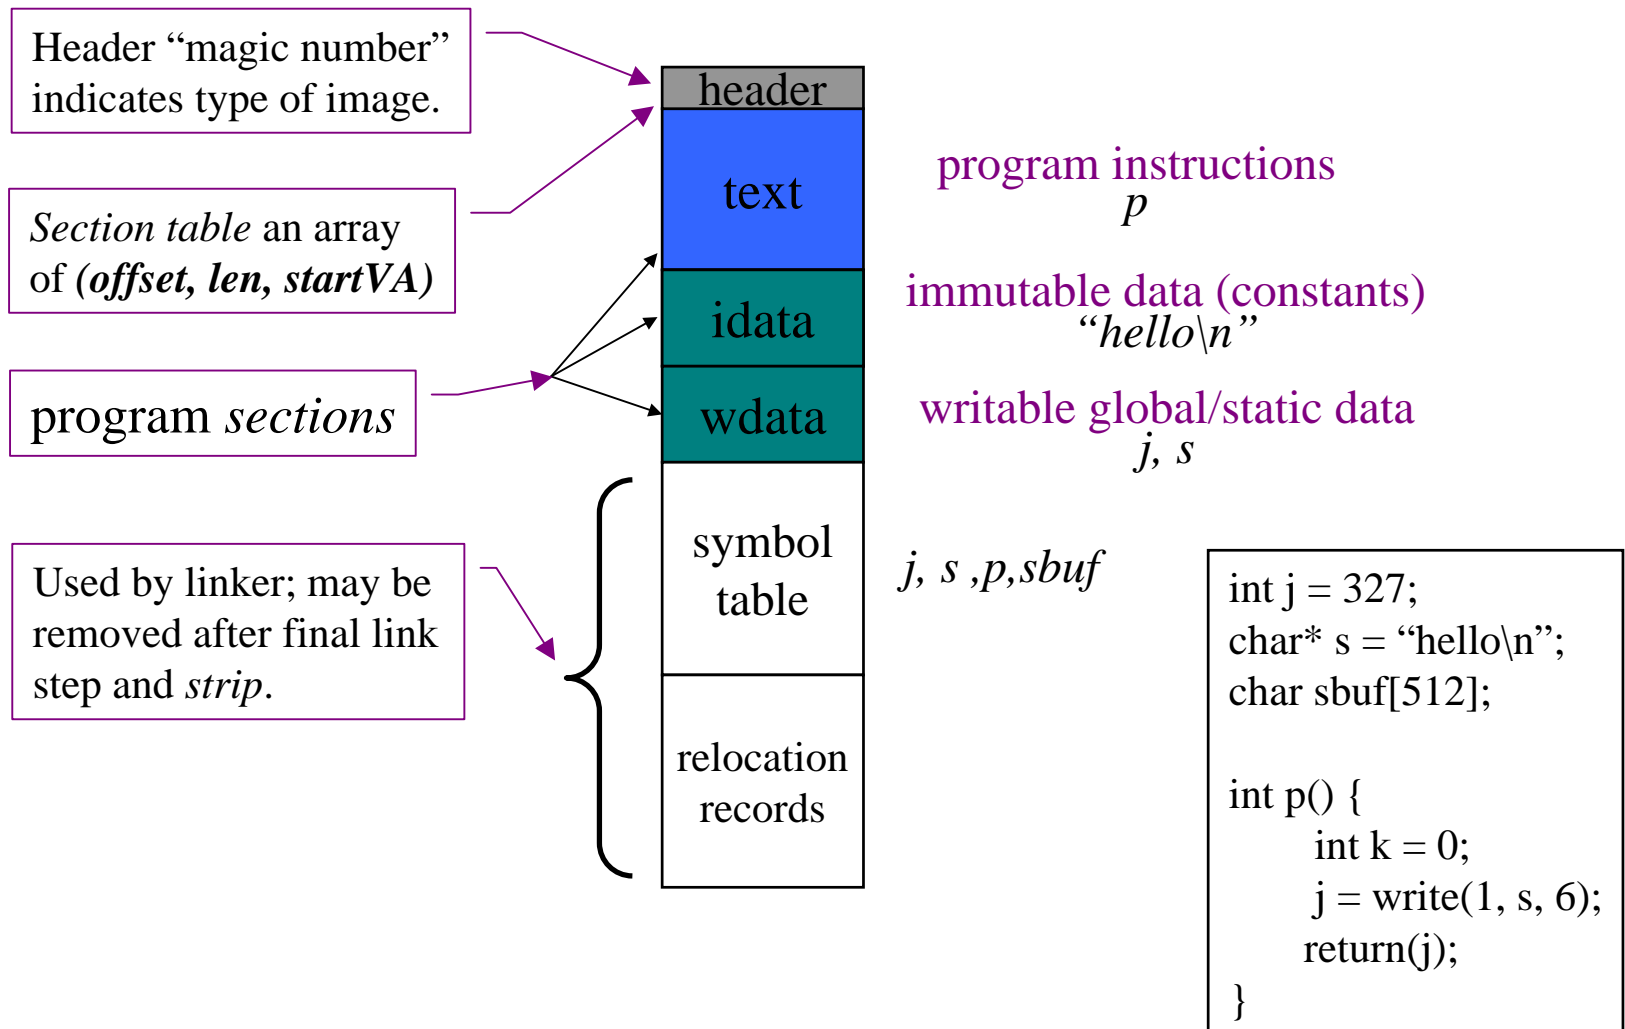 Header “magic number”
indicates type of image.
header
Section table an array
of (offset, len, startVA)
text
program instructions
p
idata
immutable data (constants)
“hello\n”
program sections
wdata
writable global/static data
j, s
Used by linker; may be
removed after final link
step and strip.
symbol
table
j, s ,p,sbuf
relocation
records
int j = 327;
char* s = “hello\n”;
char sbuf[512];
int p() {
int k = 0;
j = write(1, s, 6);
return(j);
}